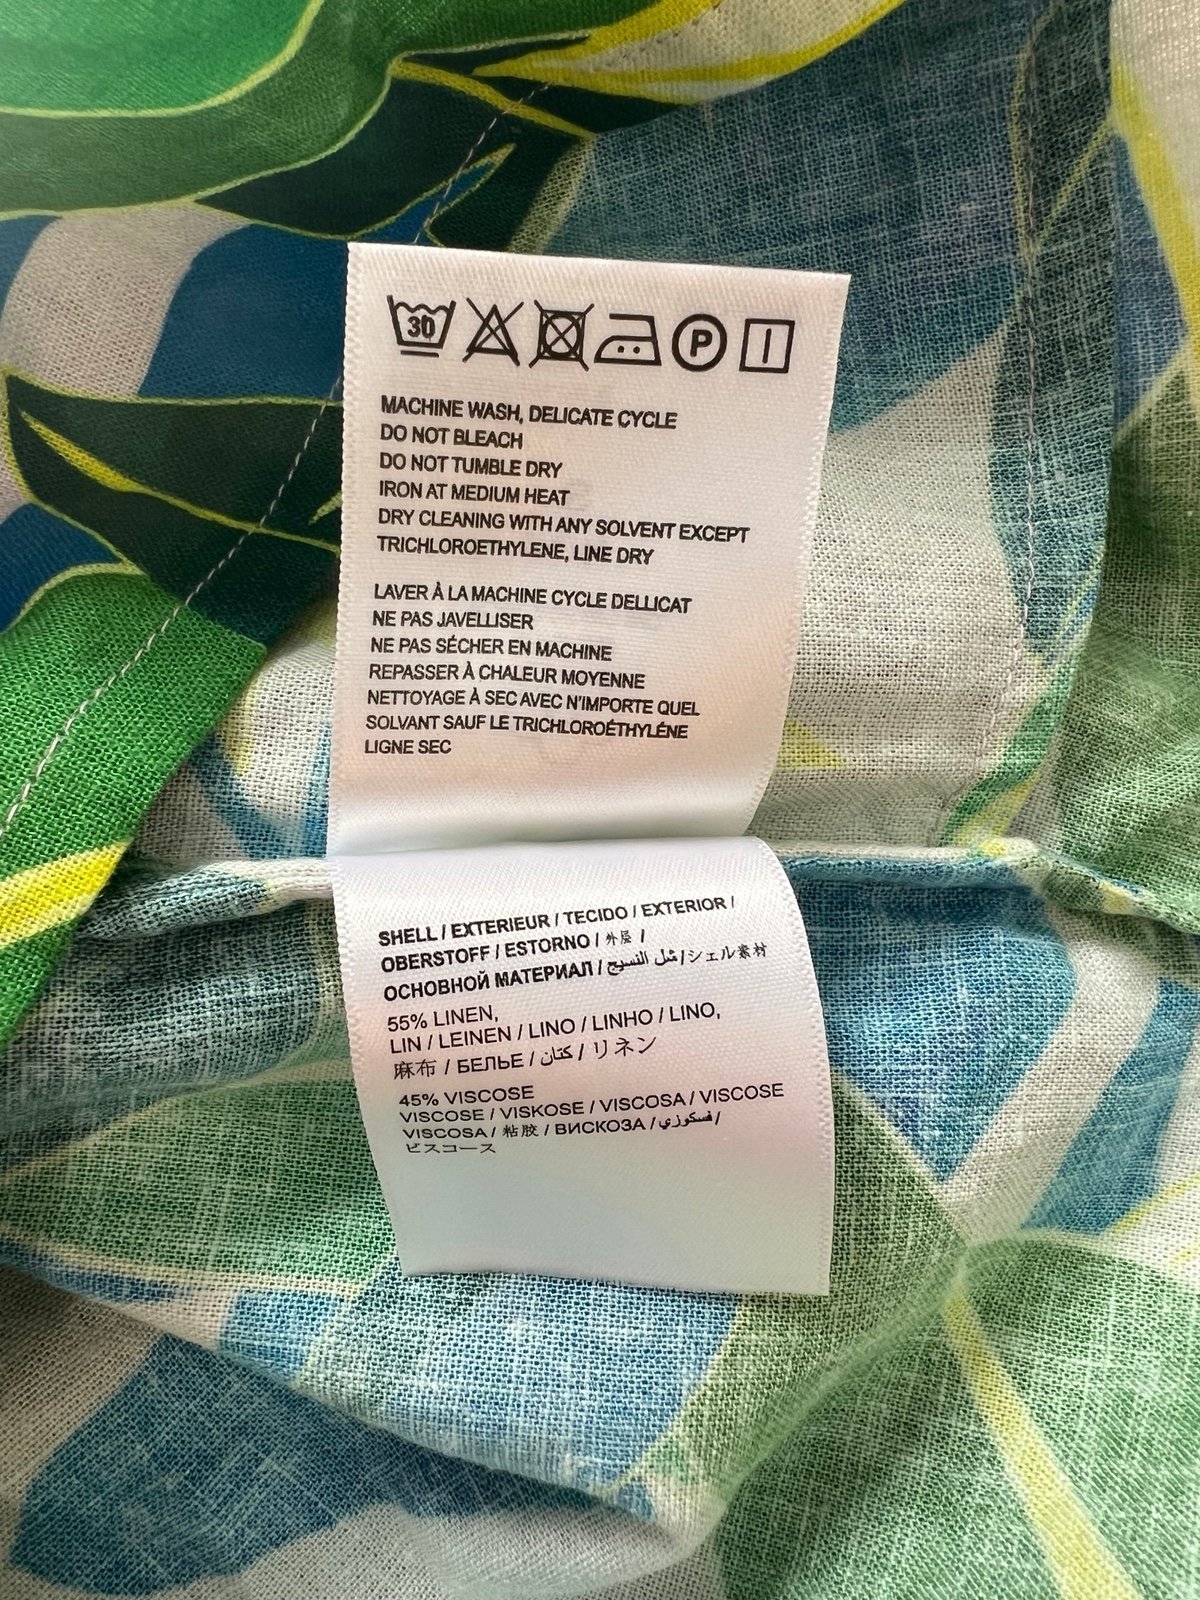 30
P
MACHINE WASH, DELICATE CYCLE
DO NOT BLEACH
DO NOT TUMBLE DRY
IRON AT MEDIUM HEAT
DRY CLEANING WITH ANY SOLVENT EXCEPT
TRICHLOROETHYLENE, LINE DRY
LAVER À LA MACHINE CYCLE DELLICAT
NE PAS JAVELLISER
NE PAS SÉCHER EN MACHINE
REPASSER À CHALEUR MOYENNE
NETTOYAGE À SEC AVEC N'IMPORTE QUEL
SOLVANT SAUF LE TRICHLOROÉTHYLÉNE
LIGNE SEC
SHELL / EXTERIEUR / TECIDO / EXTERIOR /
OBERSTOFF / ESTORNO / 外屋 /
ОСНОВНОЙ МАТЕРИАЛ / شل النسيج / シェル素材
55% LINEN,
LIN / LEINEN / LINO / LINHO / LINO,
麻布 / БЕЛЬЕ / كتان / リネン
45% VISCOSE
VISCOSE / VISKOSE / VISCOSA / VISCOSE
VISCOSA / 粘胶 / ВИСКОЗА / فسكوزي /
ビスコース